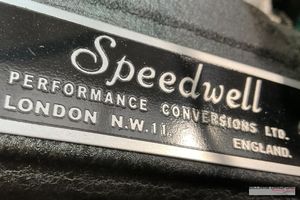 Speedwell
PERFORMANCE CONVERSIONS LTD.
LONDON N.W.11 ENGLAND.